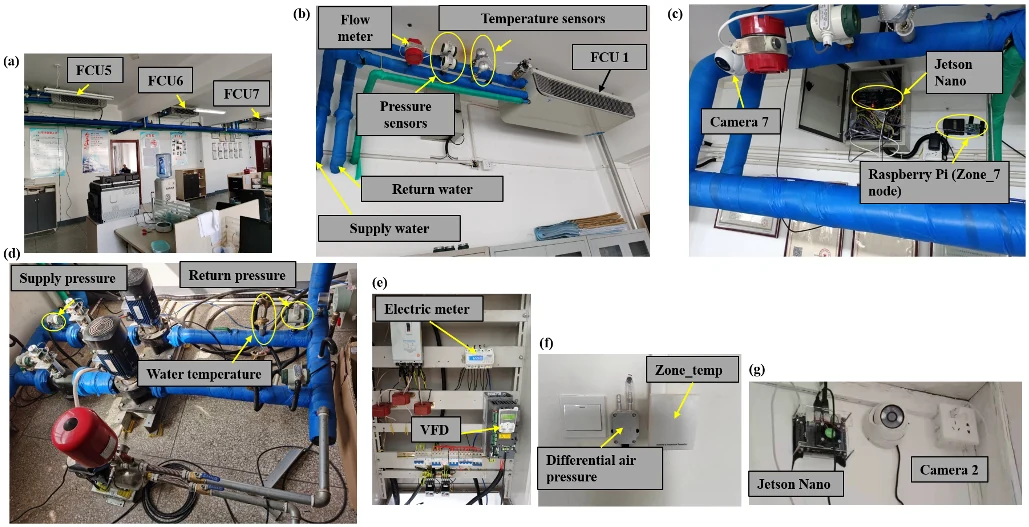 (a)
FCU5
FCU6
FCU7
(b)
Flow
meter
Temperature sensors
FCU 1
Pressure
sensors
Return water
Supply water
(c)
Jetson
Nano
Camera 7
Raspberry Pi (Zone_7
node)
(d)
Supply pressure
Return pressure
Water temperature
(e)
Electric meter
VFD
(f)
Zone_temp
Differential air
pressure
(g)
Jetson Nano
Camera 2